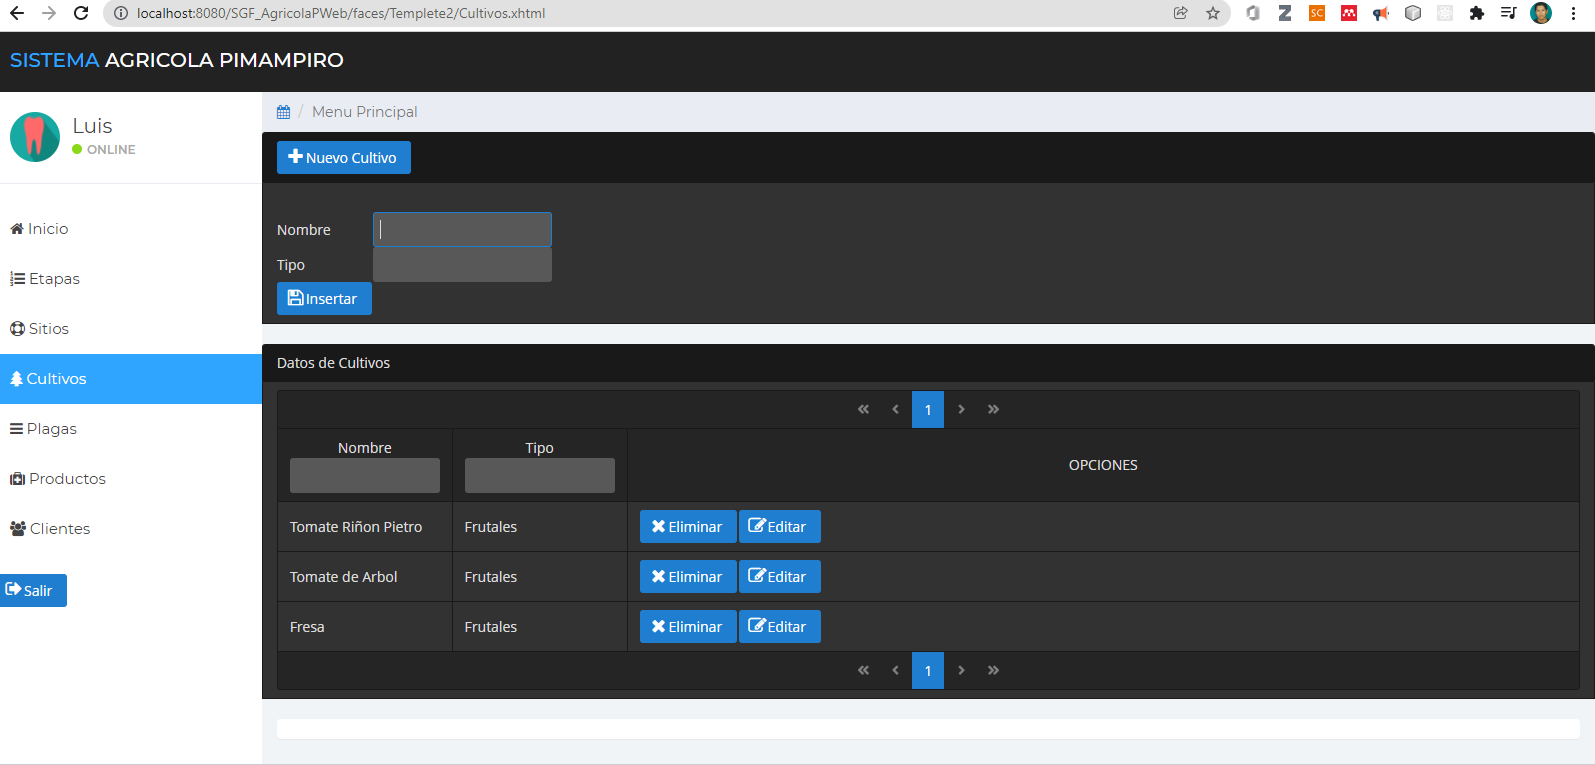 localhost:8080/SGF_AgricolaPWeb/faces/Templete2/Cultivos.xhtml
SISTEMA AGRICOLA PIMAMPIRO
Luis
ONLINE
Inicio
Etapas
Sitios
Cultivos
Plagas
Productos
Clientes
Salir
/ Menu Principal
Nuevo Cultivo
Nombre
Tipo
Insertar
Datos de Cultivos
« ‹ 1 › »
Nombre Tipo OPCIONES
Tomate Riñon Pietro Frutales Eliminar Editar
Tomate de Arbol Frutales Eliminar Editar
Fresa Frutales Eliminar Editar
« ‹ 1 › »